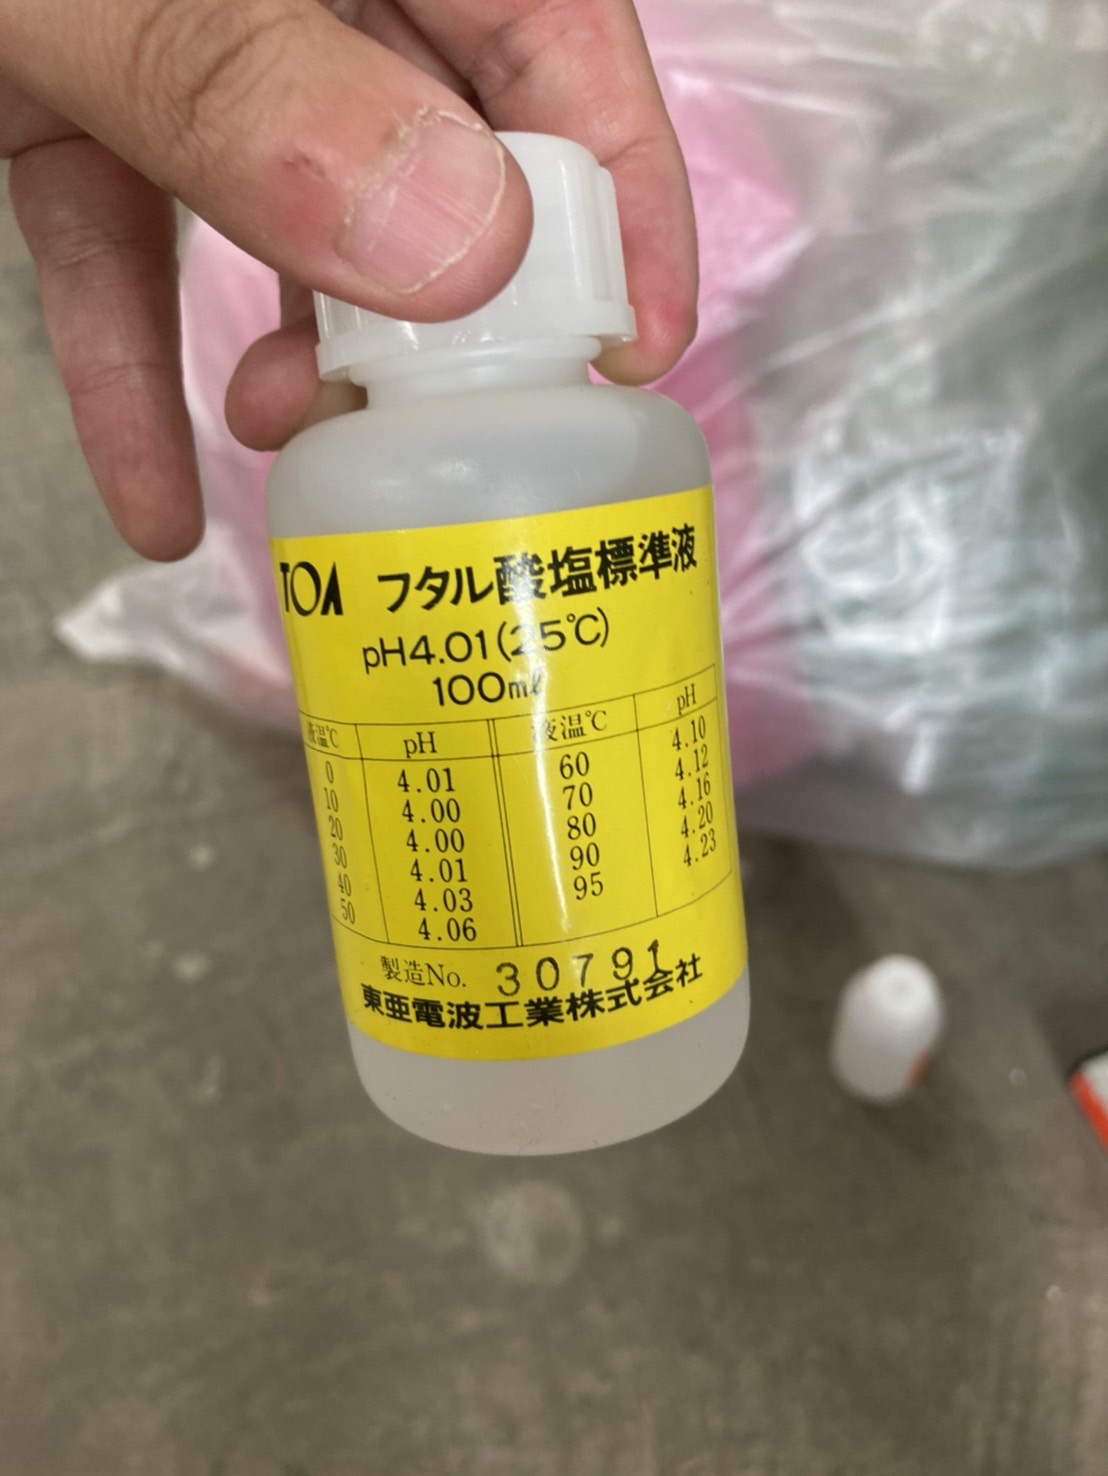 TOA フタル酸塩標準液
pH4.01(25℃)
100ml
液温℃ pH 液温℃ pH
0 4.01 60 4.10
10 4.00 70 4.12
20 4.00 80 4.16
30 4.01 90 4.20
40 4.03 95 4.23
50 4.06
製造No. 30791
東亜電波工業株式会社